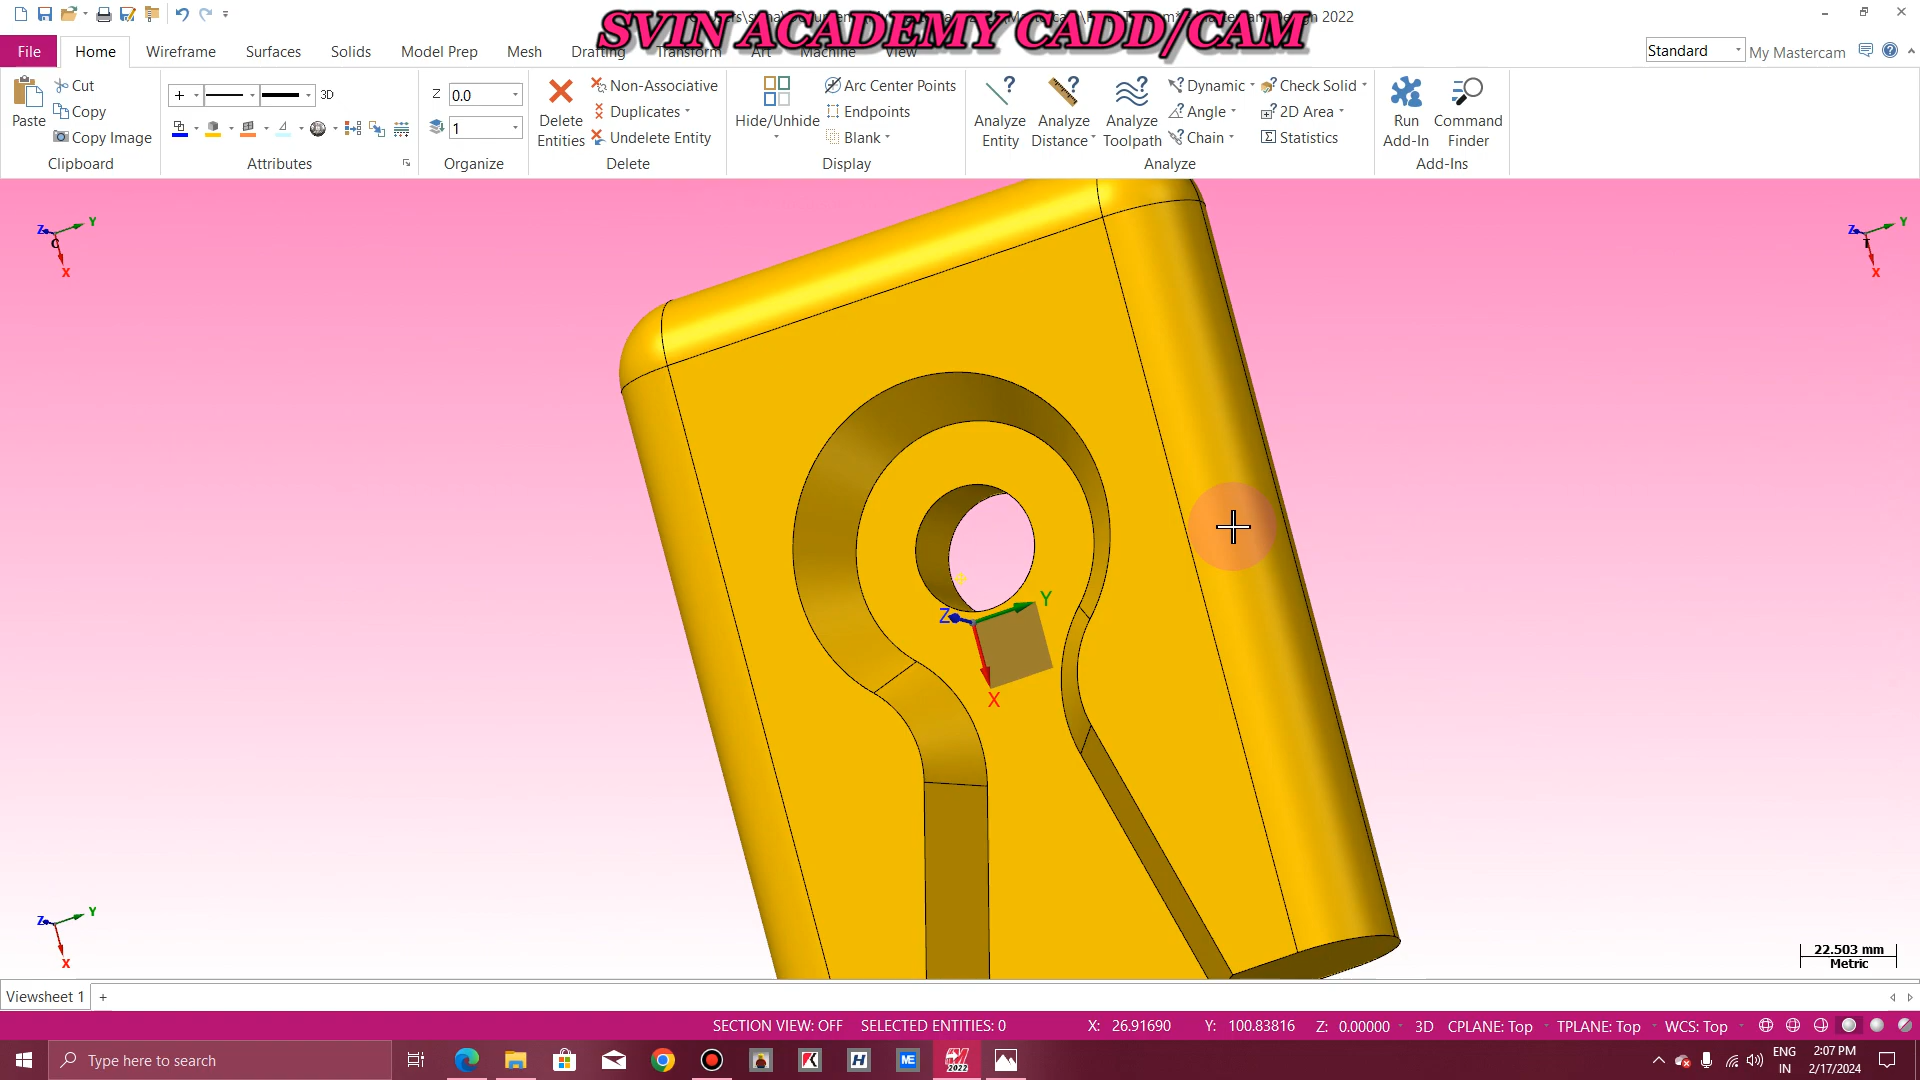 SVIN ACADEMY CADD/CAM
Design 2022
File
Home
Wireframe
Surfaces
Solids
Model Prep
Mesh
Drafting
Transform
Art
Machine
View
Standard
My Mastercam
Paste
Cut
Copy
Copy Image
Clipboard
3D
Attributes
Z 0.0
1
Organize
Delete Entities
Non-Associative
Duplicates
Undelete Entity
Delete
Hide/Unhide
Arc Center Points
Endpoints
Blank
Display
Analyze Entity
Analyze Distance
Analyze Toolpath
Dynamic
Angle
Chain
Check Solid
2D Area
Statistics
Analyze
Run Add-In
Command Finder
Add-Ins
Z Y C X
Z Y T X
Z Y X
Z Y X
22.503 mm
Metric
Viewsheet 1 +
SECTION VIEW: OFF SELECTED ENTITIES: 0 X: 26.91690 Y: 100.83816 Z: 0.00000 3D CPLANE: Top TPLANE: Top WCS: Top
Type here to search
H
ME
2022
ENG
IN
2:07 PM
2/17/2024